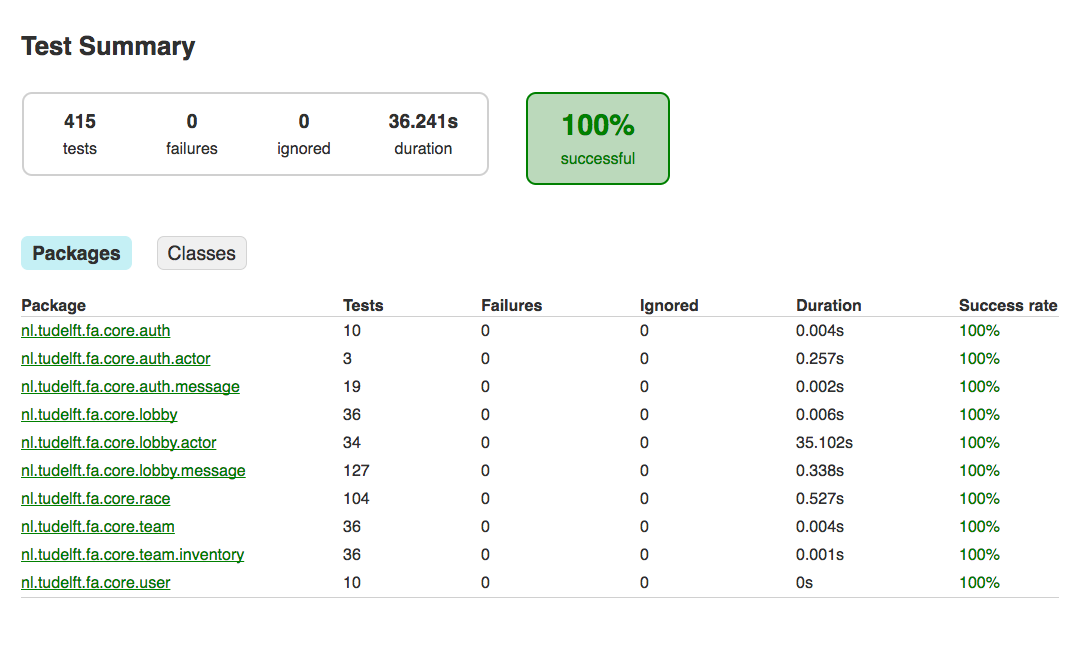 Test Summary
415 0 0 36.241s
tests failures ignored duration
100%
successful
Packages Classes
Package Tests Failures Ignored Duration Success rate
nl.tudelft.fa.core.auth 10 0 0 0.004s 100%
nl.tudelft.fa.core.auth.actor 3 0 0 0.257s 100%
nl.tudelft.fa.core.auth.message 19 0 0 0.002s 100%
nl.tudelft.fa.core.lobby 36 0 0 0.006s 100%
nl.tudelft.fa.core.lobby.actor 34 0 0 35.102s 100%
nl.tudelft.fa.core.lobby.message 127 0 0 0.338s 100%
nl.tudelft.fa.core.race 104 0 0 0.527s 100%
nl.tudelft.fa.core.team 36 0 0 0.004s 100%
nl.tudelft.fa.core.team.inventory 36 0 0 0.001s 100%
nl.tudelft.fa.core.user 10 0 0 0s 100%